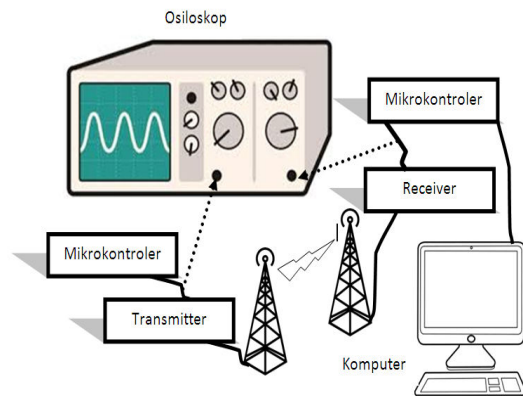 Osiloskop
Mikrokontroler
Receiver
Mikrokontroler
Transmitter
Komputer